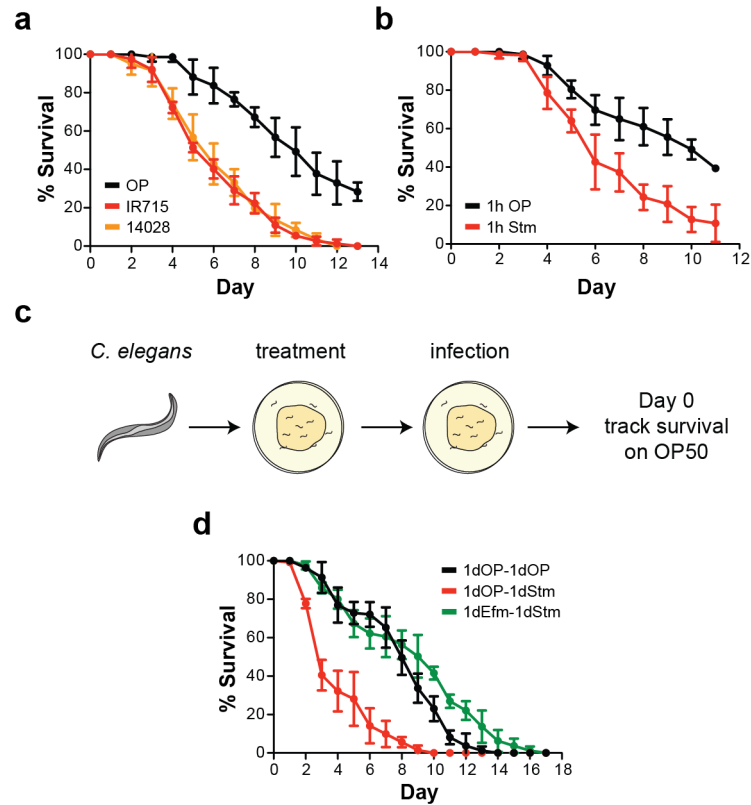 a
100
80
60
40
20
0
% Survival
OP
IR715
14028
0 2 4 6 8 10 12 14
Day
b
100
80
60
40
20
0
% Survival
1h OP
1h Stm
0 2 4 6 8 10 12
Day
c
C. elegans
treatment
infection
Day 0
track survival
on OP50
d
100
80
60
40
20
0
% Survival
1dOP-1dOP
1dOP-1dStm
1dEfm-1dStm
0 2 4 6 8 10 12 14 16 18
Day